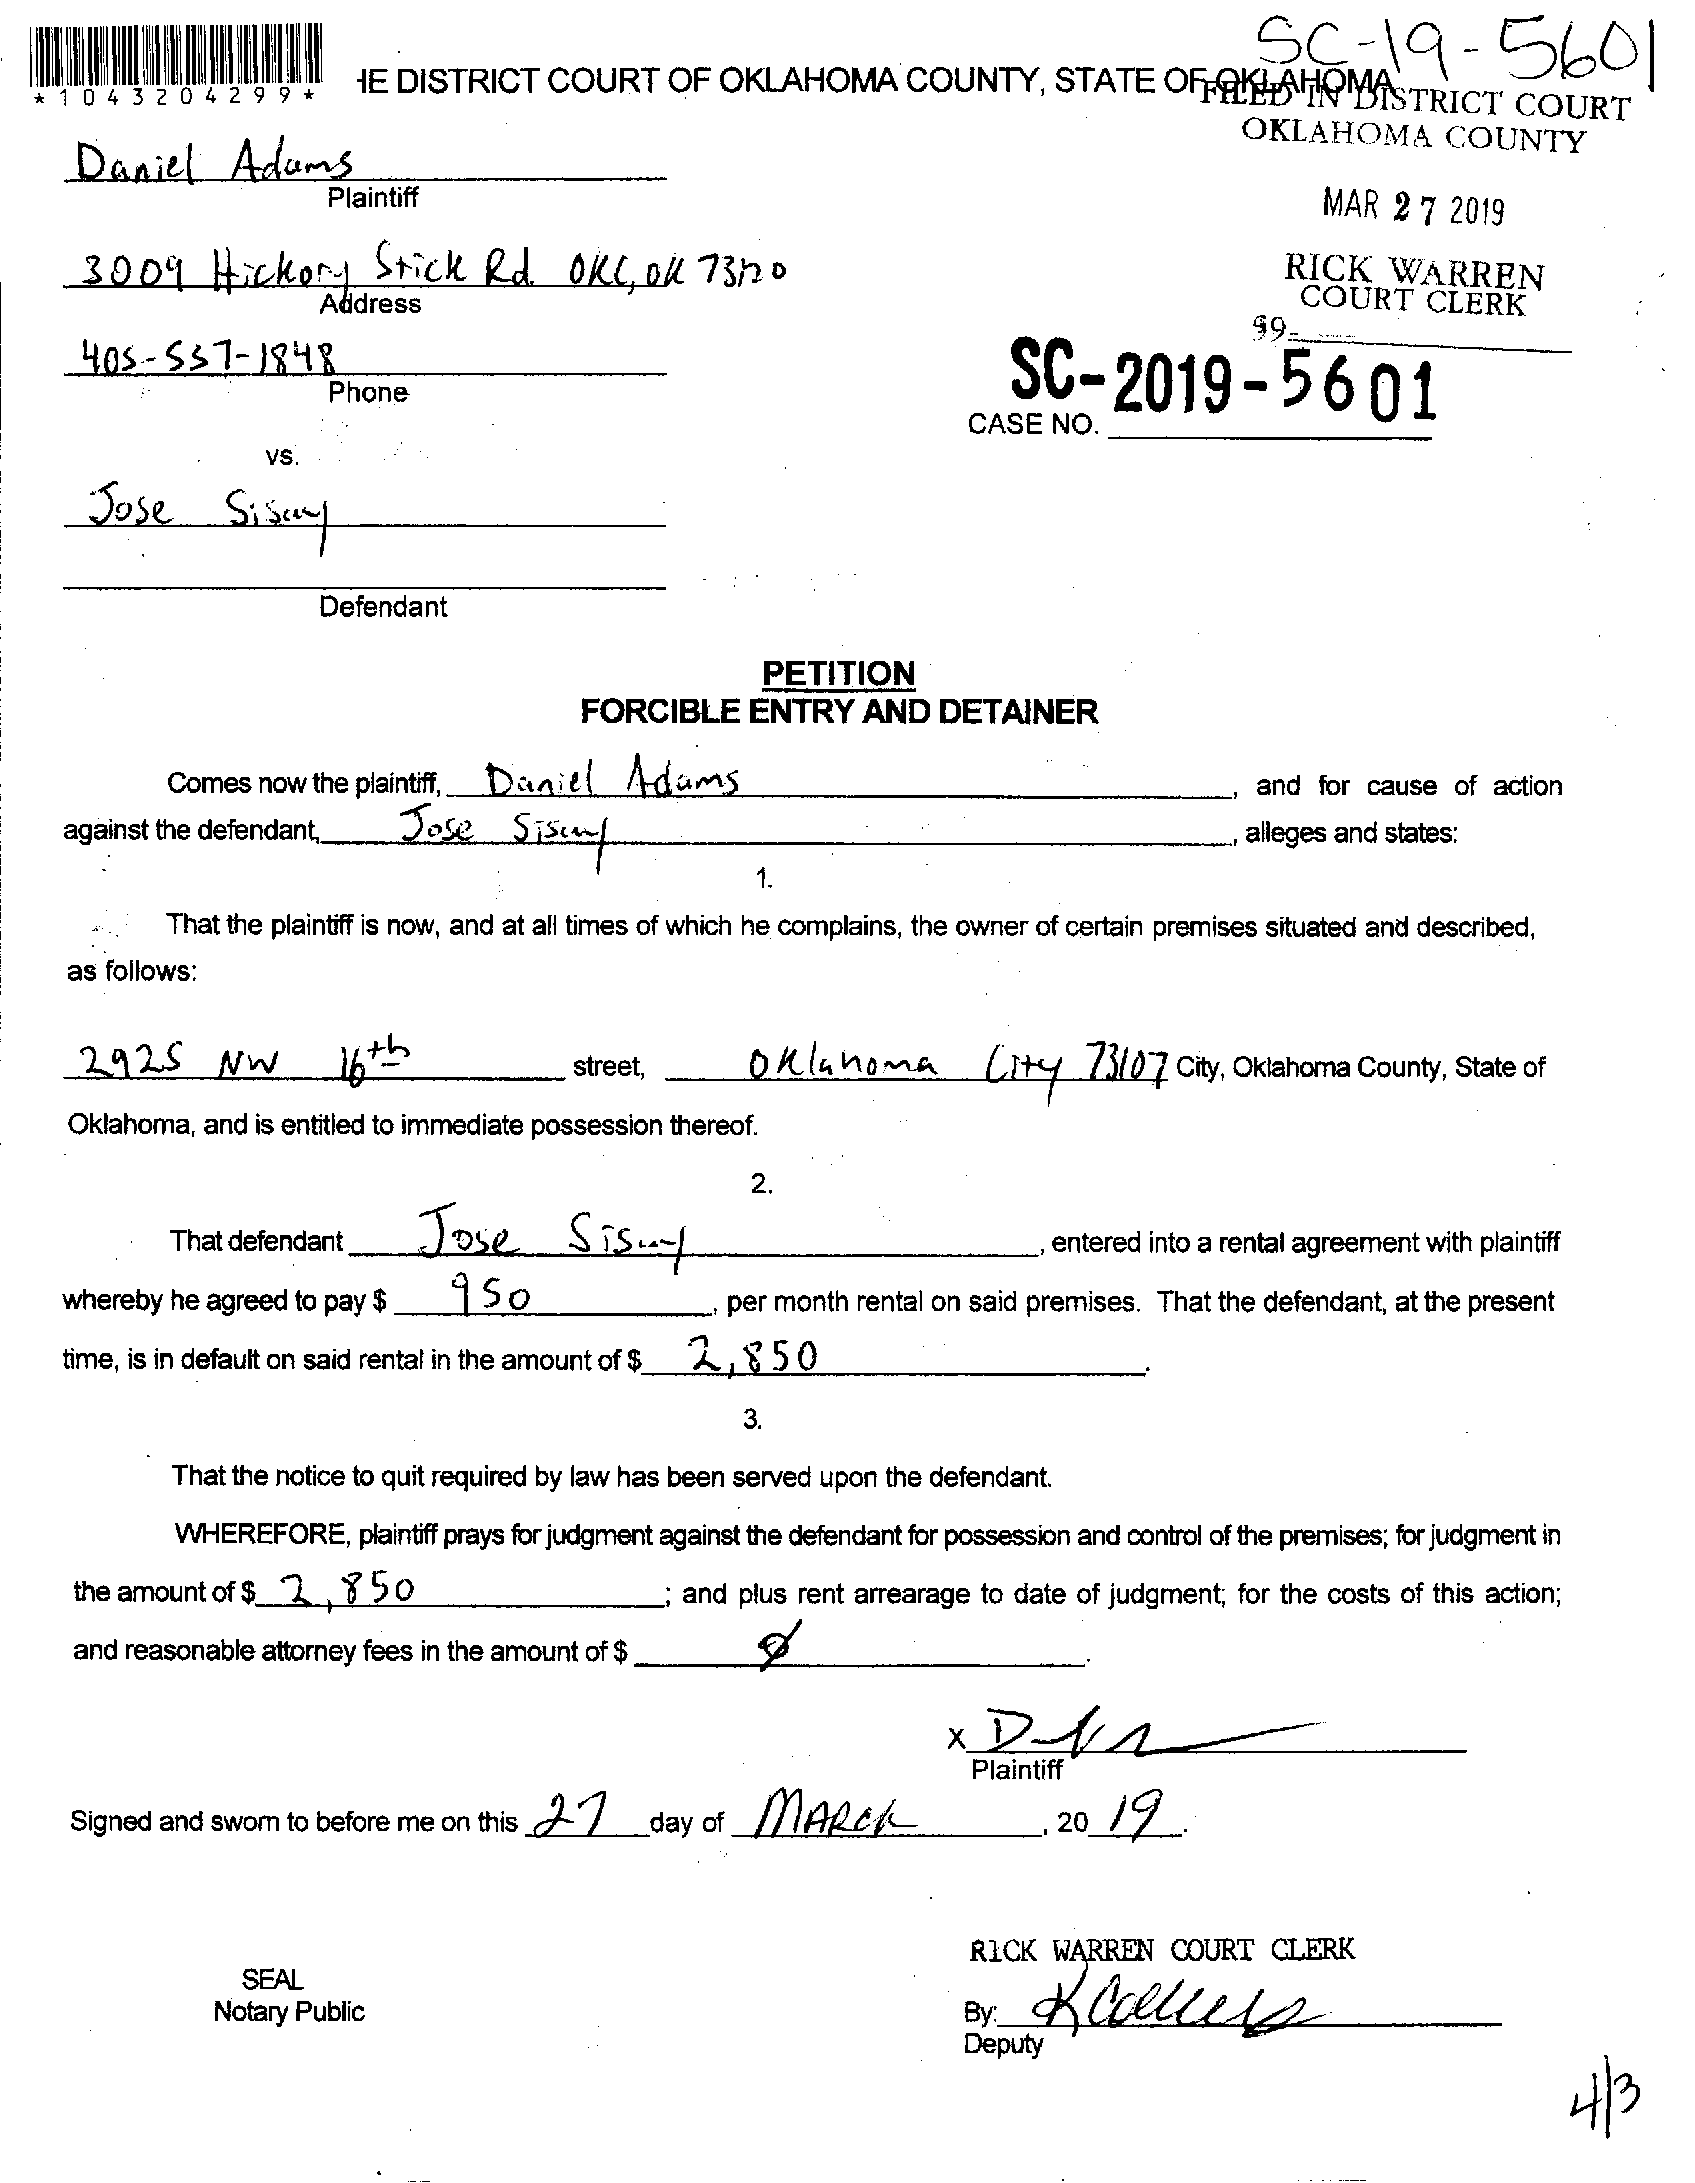 SC-19-5601
*1043204299*
HE DISTRICT COURT OF OKLAHOMA COUNTY, STATE OF OKLAHOMA
FILED IN DISTRICT COURT
OKLAHOMA COUNTY
Daniel Adams
Plaintiff
MAR 27 2019
3009 Hickory Stick Rd. OKC, OK 73120
Address
RICK WARREN
COURT CLERK
99-
405-557-1848
Phone
SC-2019-5601
CASE NO.
vs.
Jose
Defendant
PETITION
FORCIBLE ENTRY AND DETAINER
Comes now the plaintiff, Daniel Adams, and for cause of action
against the defendant, Jose , alleges and states:
1.
That the plaintiff is now, and at all times of which he complains, the owner of certain premises situated and described,
as follows:
2925 NW 16th street, Oklahoma City 73107 City, Oklahoma County, State of
Oklahoma, and is entitled to immediate possession thereof.
2.
That defendant Jose , entered into a rental agreement with plaintiff
whereby he agreed to pay $ 950, per month rental on said premises. That the defendant, at the present
time, is in default on said rental in the amount of $ 2,850.
3.
That the notice to quit required by law has been served upon the defendant.
WHEREFORE, plaintiff prays for judgment against the defendant for possession and control of the premises; for judgment in
the amount of $ 2,850; and plus rent arrearage to date of judgment; for the costs of this action;
and reasonable attorney fees in the amount of $ Ø.
X
Plaintiff
Signed and sworn to before me on this 27 day of MARCH, 20 19.
RICK WARREN COURT CLERK
SEAL
Notary Public
By:
Deputy
4/3